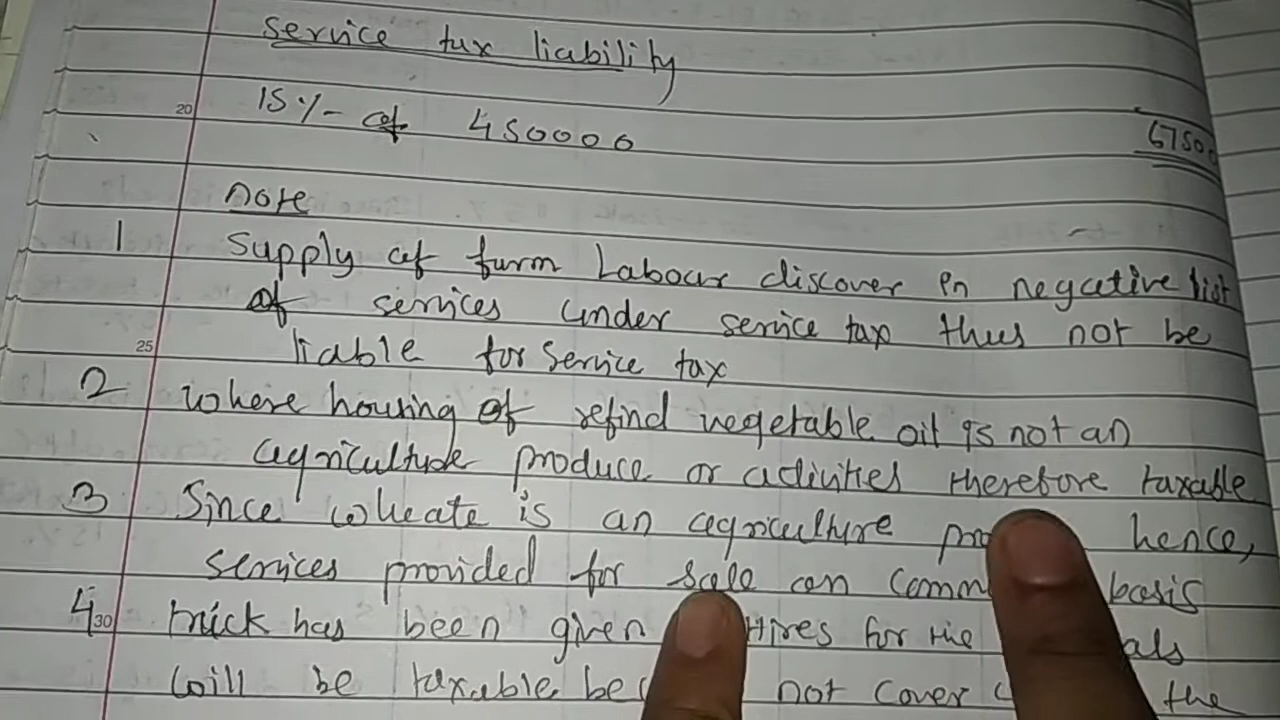 service tax liability
20
15%- of 450000
6750
note
1 Supply of farm Labour discover in negative list
of services under service tax thus not be
25
liable for service tax
2 where housing of refind vegetable oil is not an
agriculture produce or activities therefore taxable
3 Since wheate is an agriculture hence,
services provided for sale on basis
4 30 truck has been given Hires for the
will be taxable not cover the